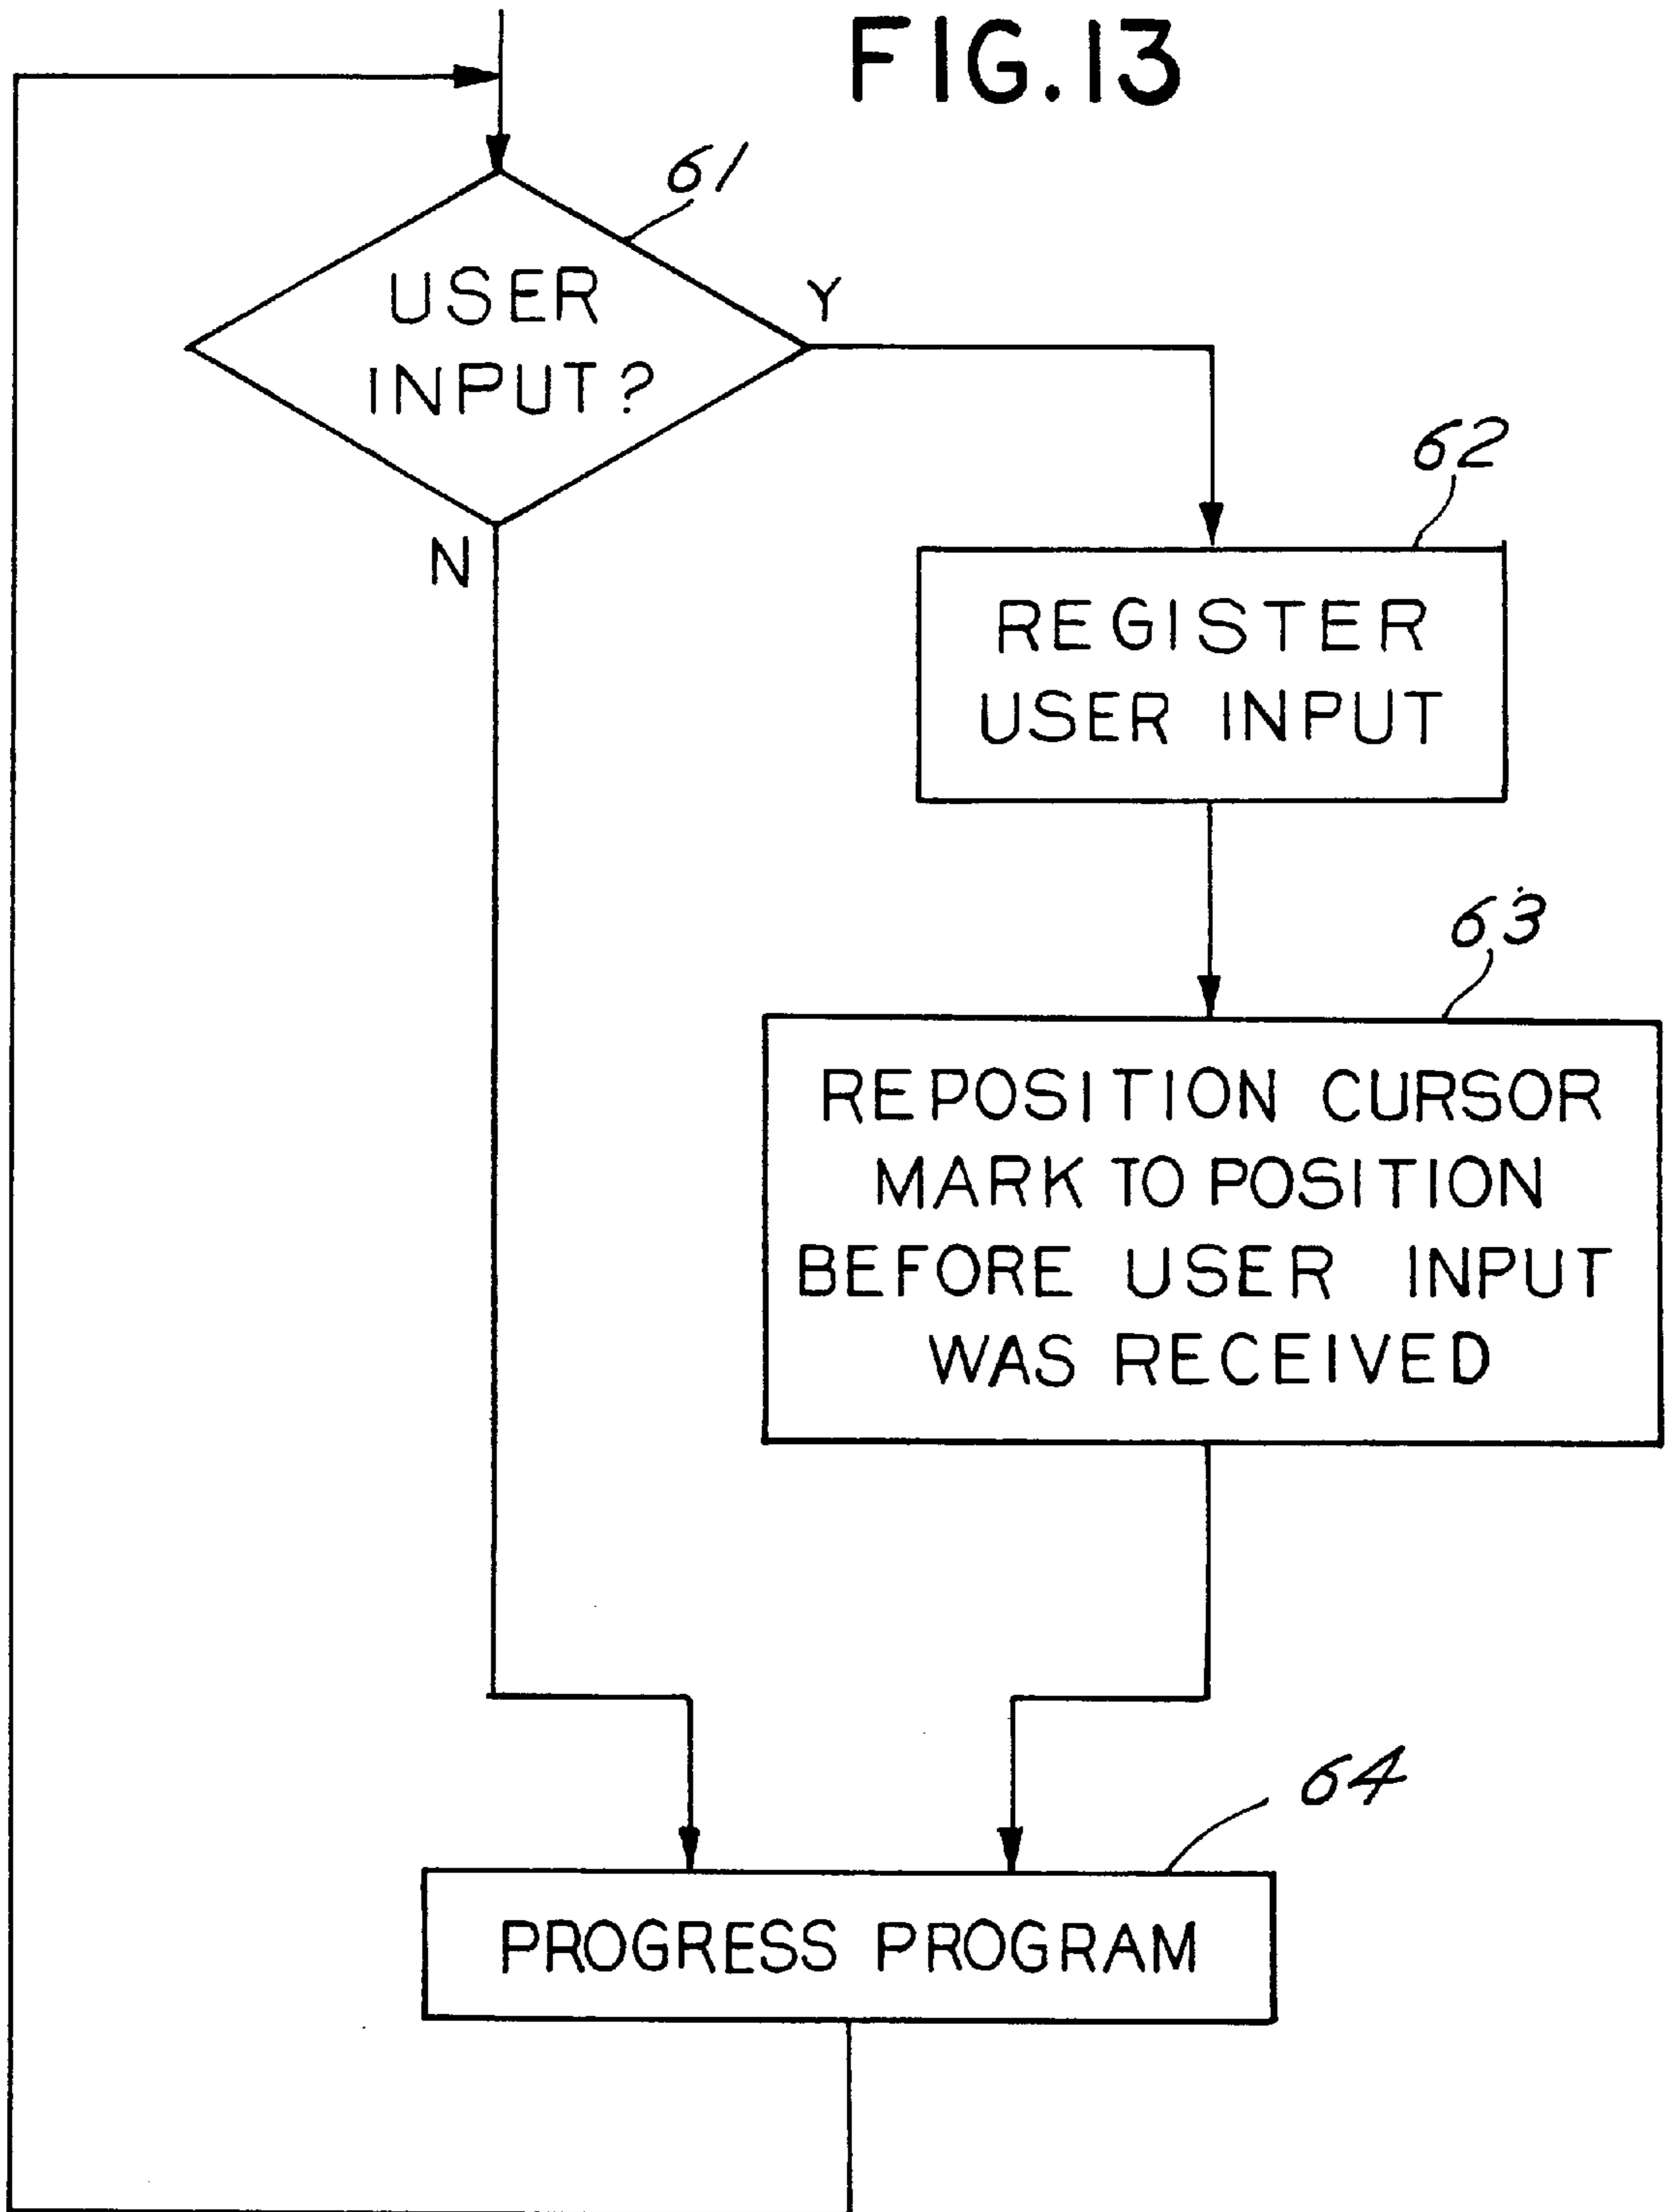 FIG.13
61
USER
INPUT?
Y
N
62
REGISTER
USER INPUT
63
REPOSITION CURSOR
MARK TO POSITION
BEFORE USER INPUT
WAS RECEIVED
64
PROGRESS PROGRAM